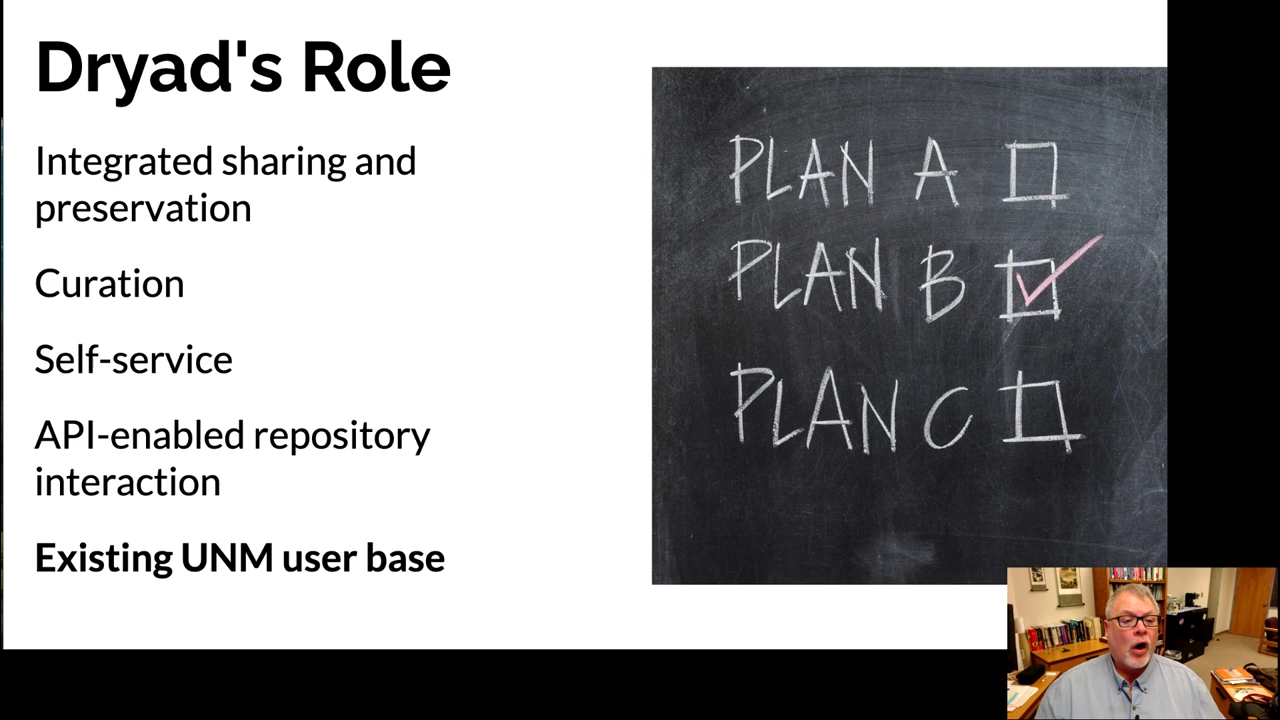 Dryad's Role
Integrated sharing and
preservation
Curation
Self-service
API-enabled repository
interaction
Existing UNM user base
PLAN A
PLAN B
PLAN C